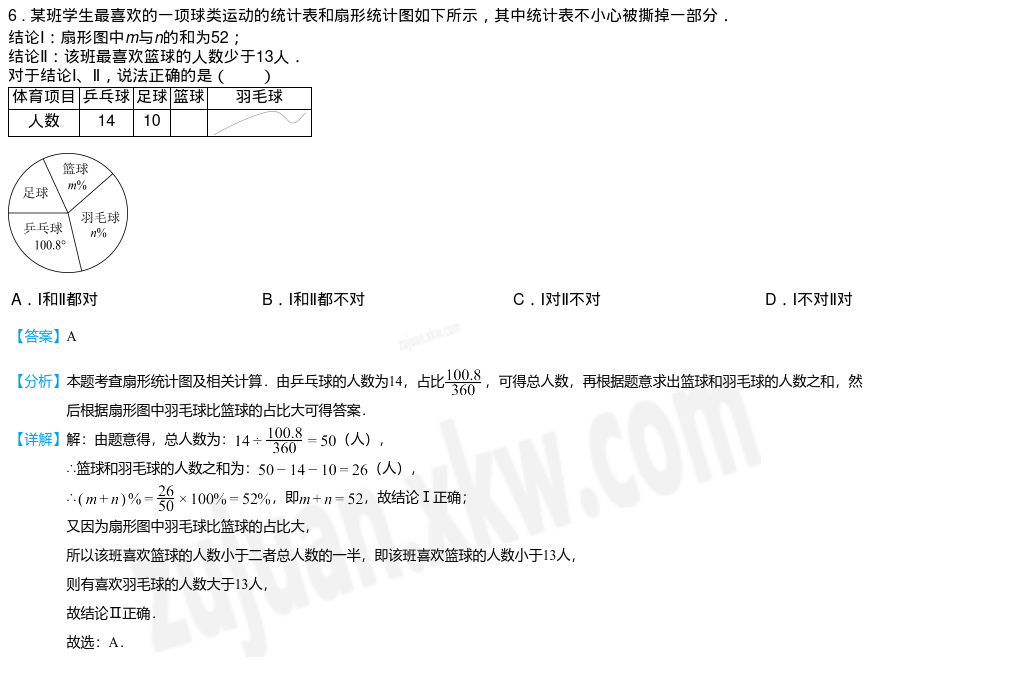 6．某班学生最喜欢的一项球类运动的统计表和扇形统计图如下所示，其中统计表不小心被撕掉一部分．
结论Ⅰ：扇形图中m与n的和为52；
结论Ⅱ：该班最喜欢篮球的人数少于13人．
对于结论Ⅰ、Ⅱ，说法正确的是（　　）
体育项目 乒乓球 足球 篮球 羽毛球
人数 14 10
篮球
m%
足球
羽毛球
n%
乒乓球
100.8°
A．Ⅰ和Ⅱ都对 B．Ⅰ和Ⅱ都不对 C．Ⅰ对Ⅱ不对 D．Ⅰ不对Ⅱ对
【答案】A
【分析】本题考查扇形统计图及相关计算．由乒乓球的人数为14，占比100.8/360，可得总人数，再根据题意求出篮球和羽毛球的人数之和，然
后根据扇形图中羽毛球比篮球的占比大可得答案．
【详解】解：由题意得，总人数为：14÷100.8/360=50（人），
∴篮球和羽毛球的人数之和为：50−14−10=26（人），
∴(m+n)%=26/50×100%=52%，即m+n=52，故结论Ⅰ正确；
又因为扇形图中羽毛球比篮球的占比大，
所以该班喜欢篮球的人数小于二者总人数的一半，即该班喜欢篮球的人数小于13人，
则有喜欢羽毛球的人数大于13人，
故结论Ⅱ正确．
故选：A．
zujuan.xkw.com
zujuan.xkw.com